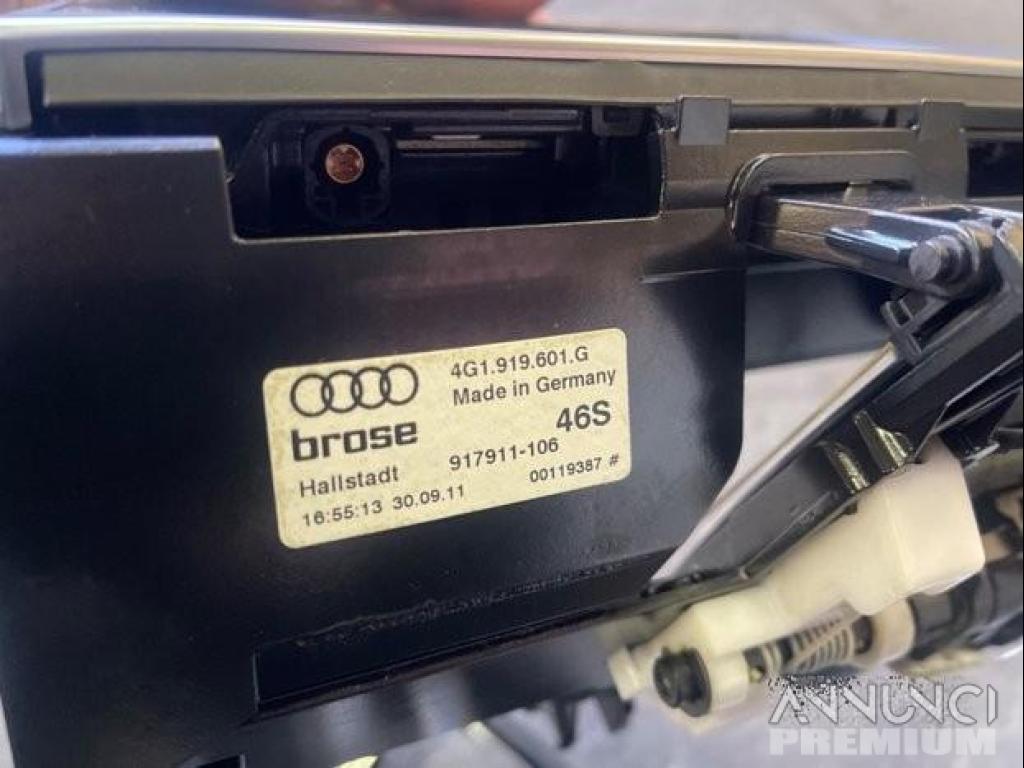 4G1.919.601.G
Made in Germany
brose
46S
Hallstadt
917911-106
16:55:13 30.09.11
00119387 #
ANNUNCI
PREMIUM